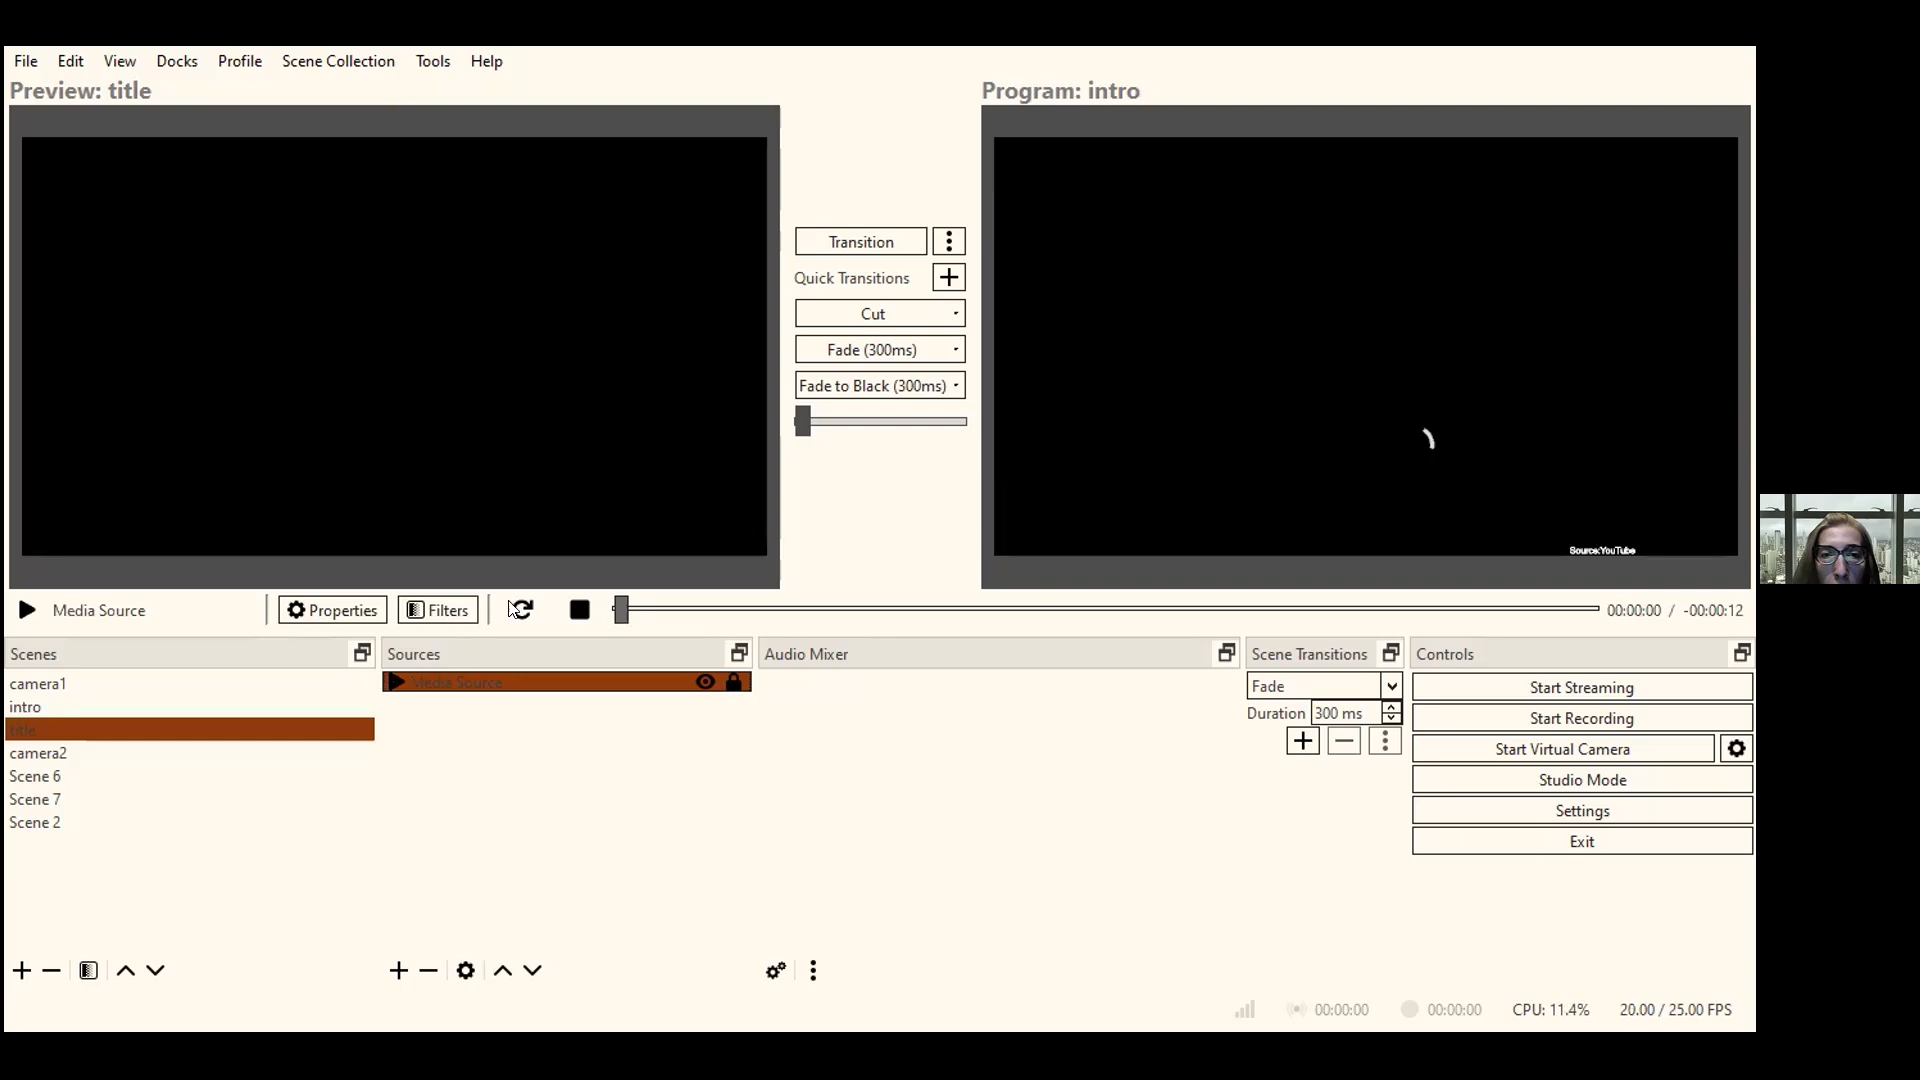 File Edit View Docks Profile Scene Collection Tools Help
Preview: title
Program: intro
Transition
Quick Transitions
Cut
Fade (300ms)
Fade to Black (300ms)
Source:YouTube
Media Source
Properties
Filters
00:00:00 / -00:00:12
Scenes
camera1
intro
title
camera2
Scene 6
Scene 7
Scene 2
Sources
Media Source
Audio Mixer
Scene Transitions
Fade
Duration 300 ms
Controls
Start Streaming
Start Recording
Start Virtual Camera
Studio Mode
Settings
Exit
00:00:00
00:00:00
CPU: 11.4%
20.00 / 25.00 FPS